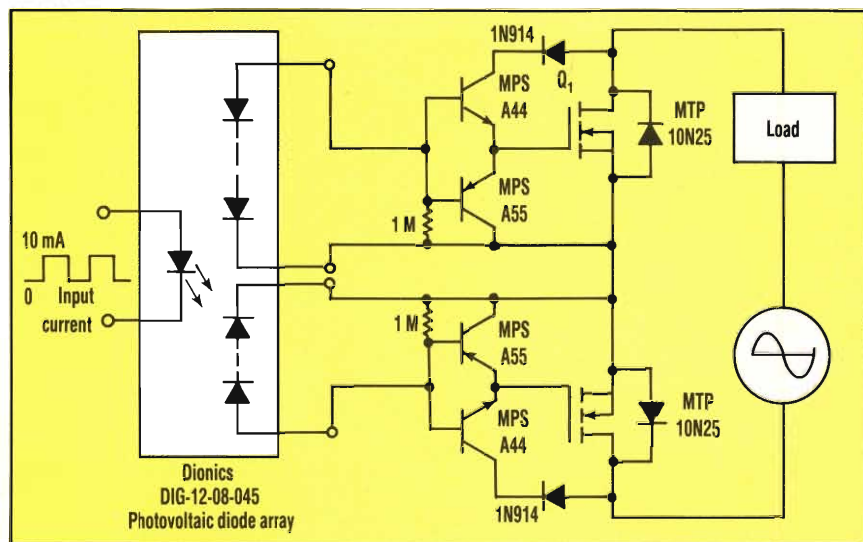 1N914
Q1
MPS
A44
MTP
10N25
Load
MPS
A55
1 M
10 mA
0
Input
current
1 M
MPS
A55
MPS
A44
MTP
10N25
1N914
Dionics
DIG-12-08-045
Photovoltaic diode array